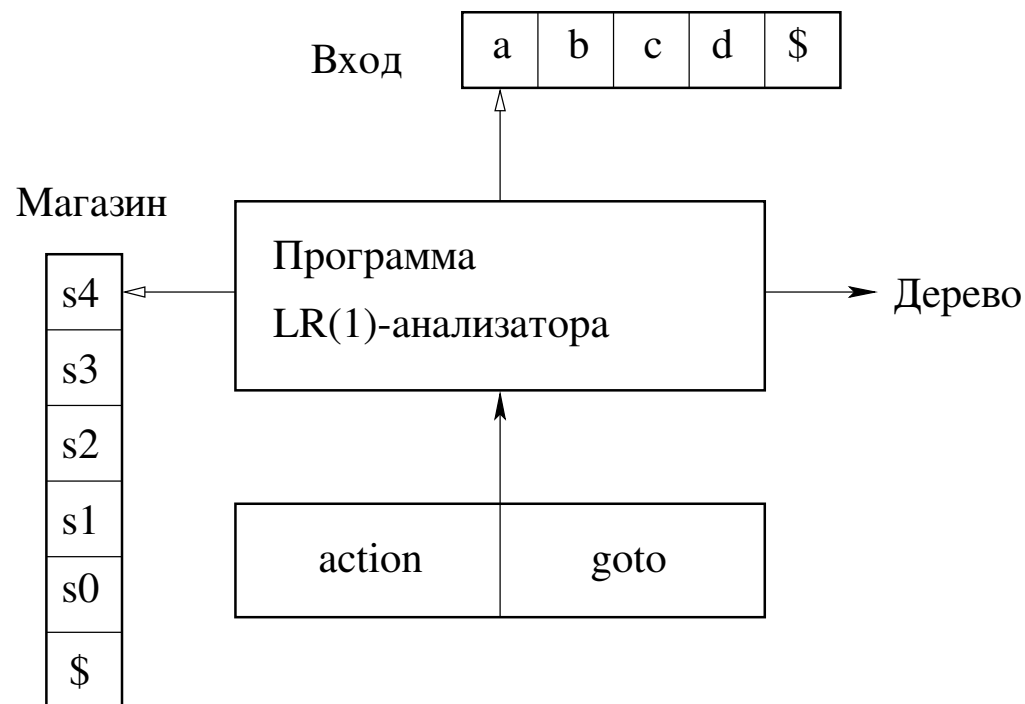 Вход
a b c d $
Магазин
s4
s3
s2
s1
s0
$
Программа
LR(1)-анализатора
Дерево
action goto